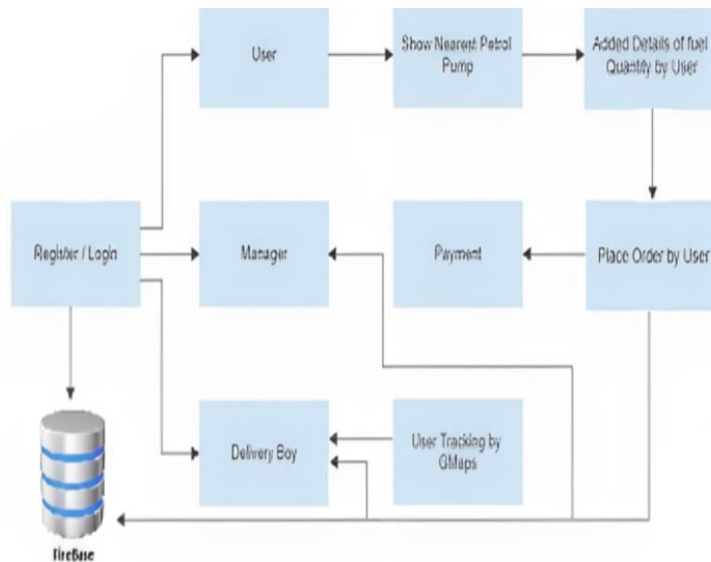 User
Show Nearest Petrol
Pump
Added Details of fuel
Quantity by User
Register / Login
Manager
Payment
Place Order by User
Delivery Boy
User Tracking by
GMaps
FireBase